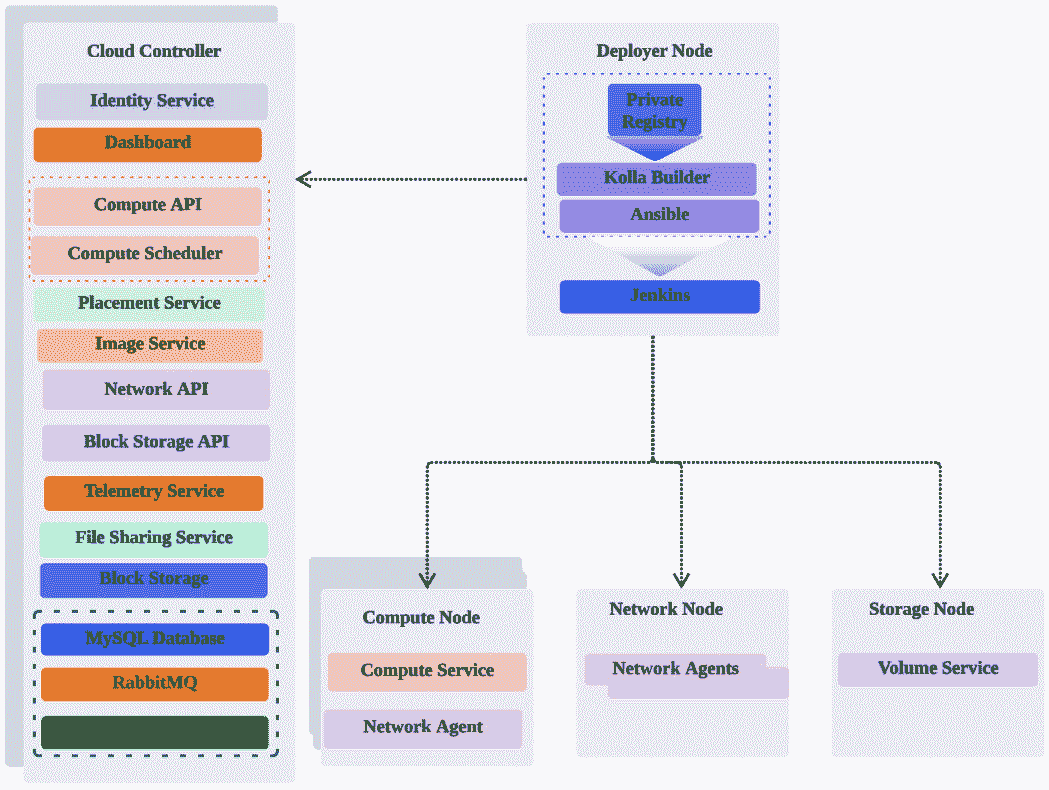 Cloud Controller
Identity Service
Dashboard
Compute API
Compute Scheduler
Placement Service
Image Service
Network API
Block Storage API
Telemetry Service
File Sharing Service
Block Storage
MySQL Database
RabbitMQ
Deployer Node
Private
Registry
Kolla Builder
Ansible
Jenkins
Compute Node
Compute Service
Network Agent
Network Node
Network Agents
Storage Node
Volume Service